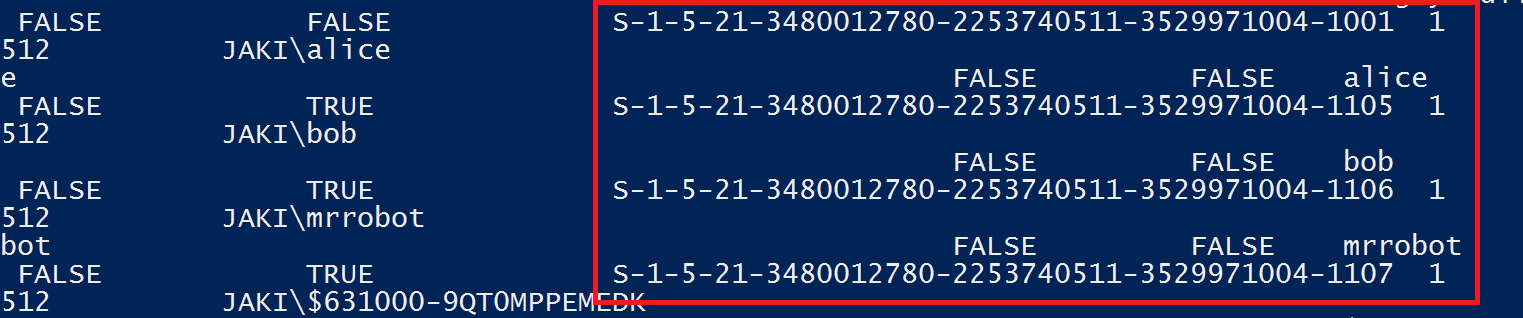 FALSE FALSE S-1-5-21-3480012780-2253740511-3529971004-1001 1
512 JAKI\alice
e FALSE FALSE alice
FALSE TRUE S-1-5-21-3480012780-2253740511-3529971004-1105 1
512 JAKI\bob
FALSE FALSE bob
FALSE TRUE S-1-5-21-3480012780-2253740511-3529971004-1106 1
512 JAKI\mrrobot
bot FALSE FALSE mrrobot
FALSE TRUE S-1-5-21-3480012780-2253740511-3529971004-1107 1
512 JAKI\$631000-9QT0MPPEMEDK